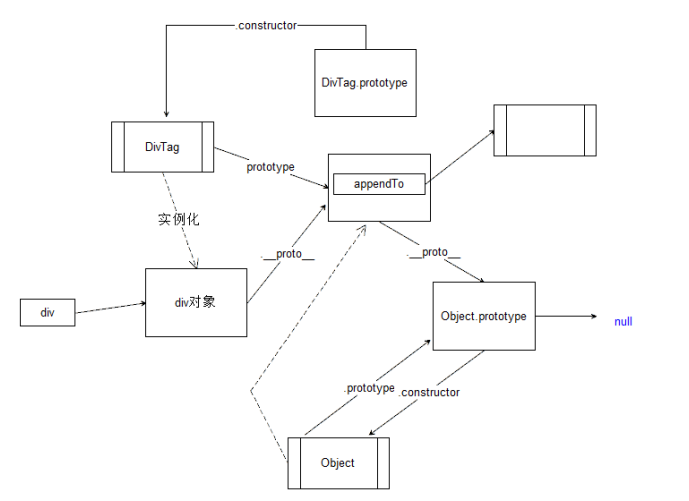 .constructor
DivTag.prototype
DivTag
prototype
appendTo
实例化
.__proto__
.__proto__
div对象
div
Object.prototype
null
.prototype
.constructor
Object